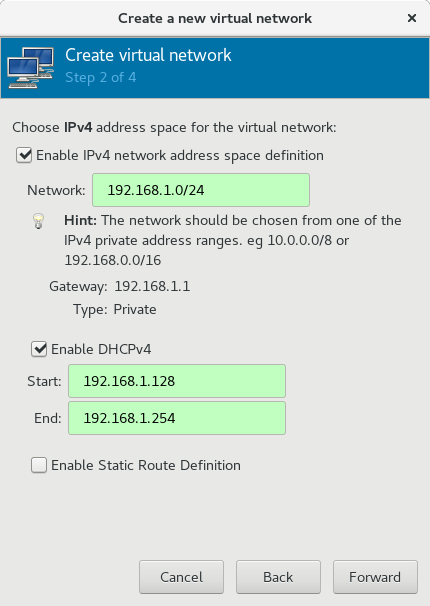 Create a new virtual network
×
Create virtual network
Step 2 of 4
Choose IPv4 address space for the virtual network:
Enable IPv4 network address space definition
Network: 192.168.1.0/24
Hint: The network should be chosen from one of the
IPv4 private address ranges. eg 10.0.0.0/8 or
192.168.0.0/16
Gateway: 192.168.1.1
Type: Private
Enable DHCPv4
Start: 192.168.1.128
End: 192.168.1.254
Enable Static Route Definition
Cancel Back Forward